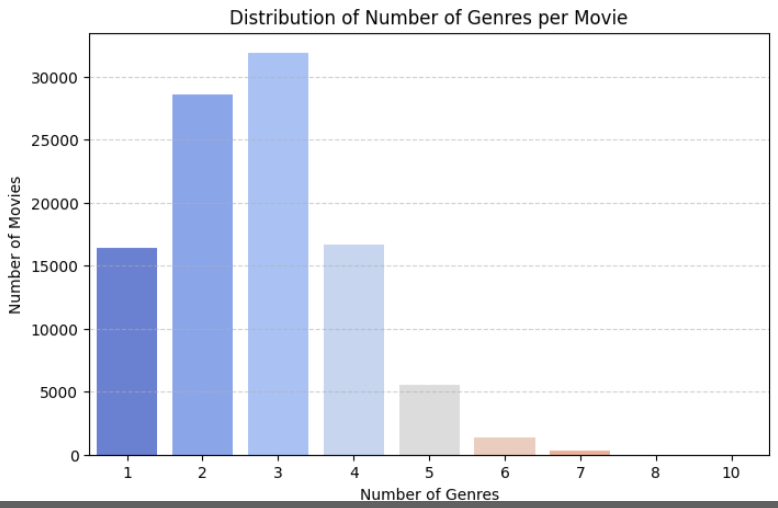 Distribution of Number of Genres per Movie
30000
25000
20000
15000
10000
5000
0
Number of Movies
1 2 3 4 5 6 7 8 10
Number of Genres